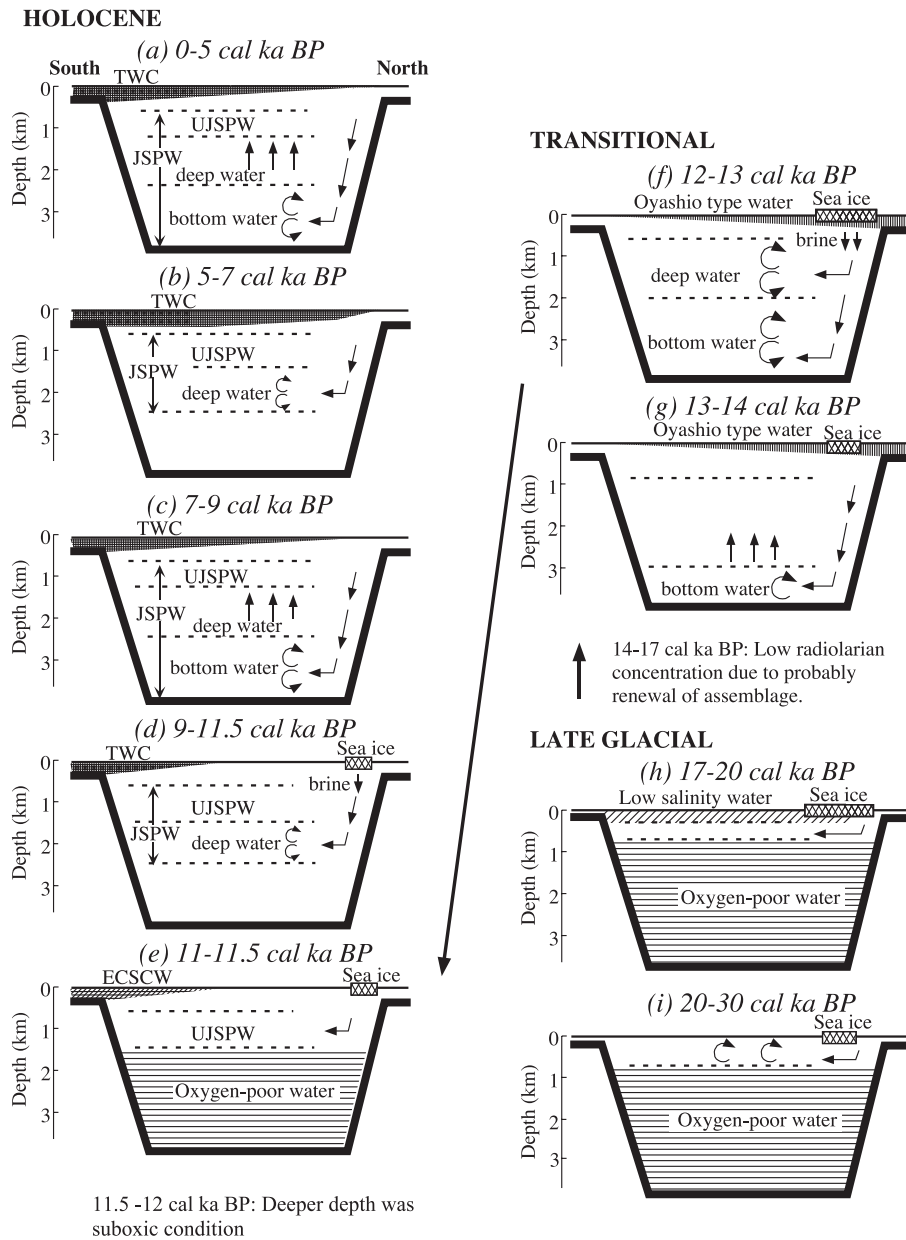 HOLOCENE
(a) 0-5 cal ka BP
South
TWC
North
0
1
2
3
Depth (km)
UJSPW
JSPW
deep water
bottom water
(b) 5-7 cal ka BP
TWC
0
1
2
3
Depth (km)
UJSPW
JSPW
deep water
(c) 7-9 cal ka BP
TWC
0
1
2
3
Depth (km)
UJSPW
JSPW
deep water
bottom water
(d) 9-11.5 cal ka BP
TWC
Sea ice
0
1
2
3
Depth (km)
brine
UJSPW
JSPW
deep water
(e) 11-11.5 cal ka BP
ECSCW
Sea ice
0
1
2
3
Depth (km)
UJSPW
Oxygen-poor water
11.5 -12 cal ka BP: Deeper depth was
suboxic condition
TRANSITIONAL
(f) 12-13 cal ka BP
Oyashio type water
Sea ice
0
1
2
3
Depth (km)
brine
deep water
bottom water
(g) 13-14 cal ka BP
Oyashio type water
Sea ice
0
1
2
3
Depth (km)
bottom water
14-17 cal ka BP: Low radiolarian
concentration due to probably
renewal of assemblage.
LATE GLACIAL
(h) 17-20 cal ka BP
Low salinity water
Sea ice
0
1
2
3
Depth (km)
Oxygen-poor water
(i) 20-30 cal ka BP
Sea ice
0
1
2
3
Depth (km)
Oxygen-poor water